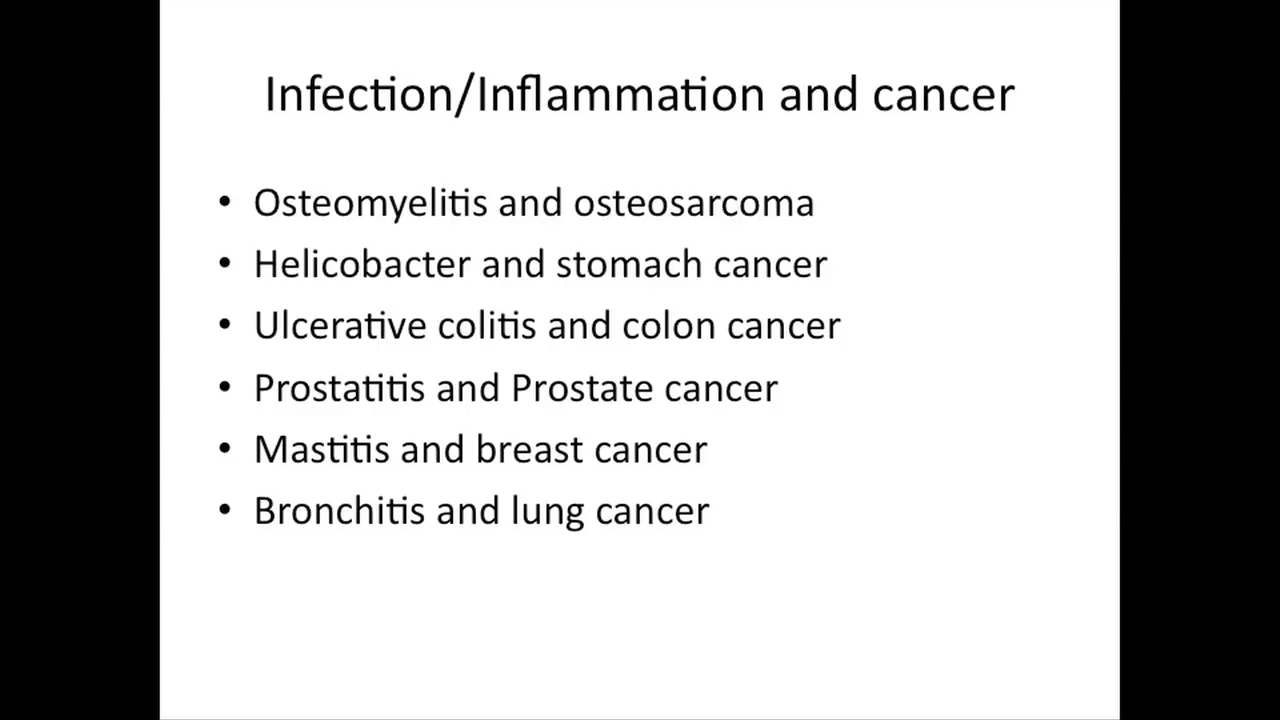 Infection/Inflammation and cancer
• Osteomyelitis and osteosarcoma
• Helicobacter and stomach cancer
• Ulcerative colitis and colon cancer
• Prostatitis and Prostate cancer
• Mastitis and breast cancer
• Bronchitis and lung cancer